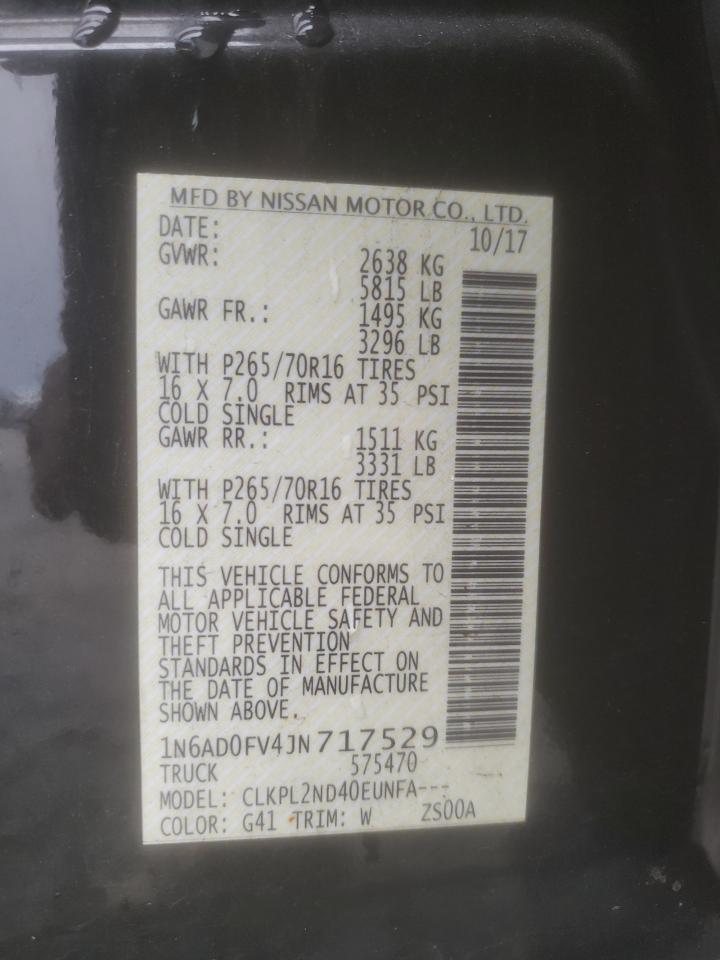 MFD BY NISSAN MOTOR CO., LTD.
DATE: 10/17
GVWR: 2638 KG
5815 LB
GAWR FR.: 1495 KG
3296 LB
WITH P265/70R16 TIRES
16 X 7.0 RIMS AT 35 PSI
COLD SINGLE
GAWR RR.: 1511 KG
3331 LB
WITH P265/70R16 TIRES
16 X 7.0 RIMS AT 35 PSI
COLD SINGLE
THIS VEHICLE CONFORMS TO
ALL APPLICABLE FEDERAL
MOTOR VEHICLE SAFETY AND
THEFT PREVENTION
STANDARDS IN EFFECT ON
THE DATE OF MANUFACTURE
SHOWN ABOVE.
1N6AD0FV4JN717529
TRUCK 575470
MODEL: CLKPL2ND40EUNFA---
COLOR: G41 TRIM: W ZS00A